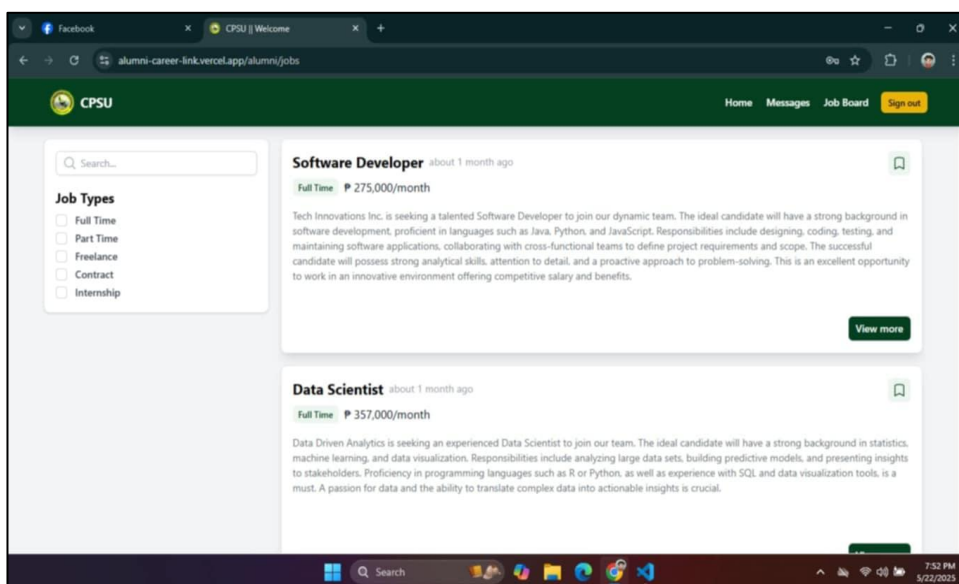 Facebook
CPSU || Welcome
alumni-career-link.vercel.app/alumni/jobs
CPSU
Home
Messages
Job Board
Sign out
Search...
Job Types
Full Time
Part Time
Freelance
Contract
Internship
Software Developer about 1 month ago
Full Time ₱ 275,000/month
Tech Innovations Inc. is seeking a talented Software Developer to join our dynamic team. The ideal candidate will have a strong background in
software development, proficient in languages such as Java, Python, and JavaScript. Responsibilities include designing, coding, testing, and
maintaining software applications, collaborating with cross-functional teams to define project requirements and scope. The successful
candidate will possess strong analytical skills, attention to detail, and a proactive approach to problem-solving. This is an excellent opportunity
to work in an innovative environment offering competitive salary and benefits.
View more
Data Scientist about 1 month ago
Full Time ₱ 357,000/month
Data Driven Analytics is seeking an experienced Data Scientist to join our team. The ideal candidate will have a strong background in statistics,
machine learning, and data visualization. Responsibilities include analyzing large data sets, building predictive models, and presenting insights
to stakeholders. Proficiency in programming languages such as R or Python, as well as experience with SQL and data visualization tools, is a
must. A passion for data and the ability to translate complex data into actionable insights is crucial.
Search
7:52 PM
5/22/2025